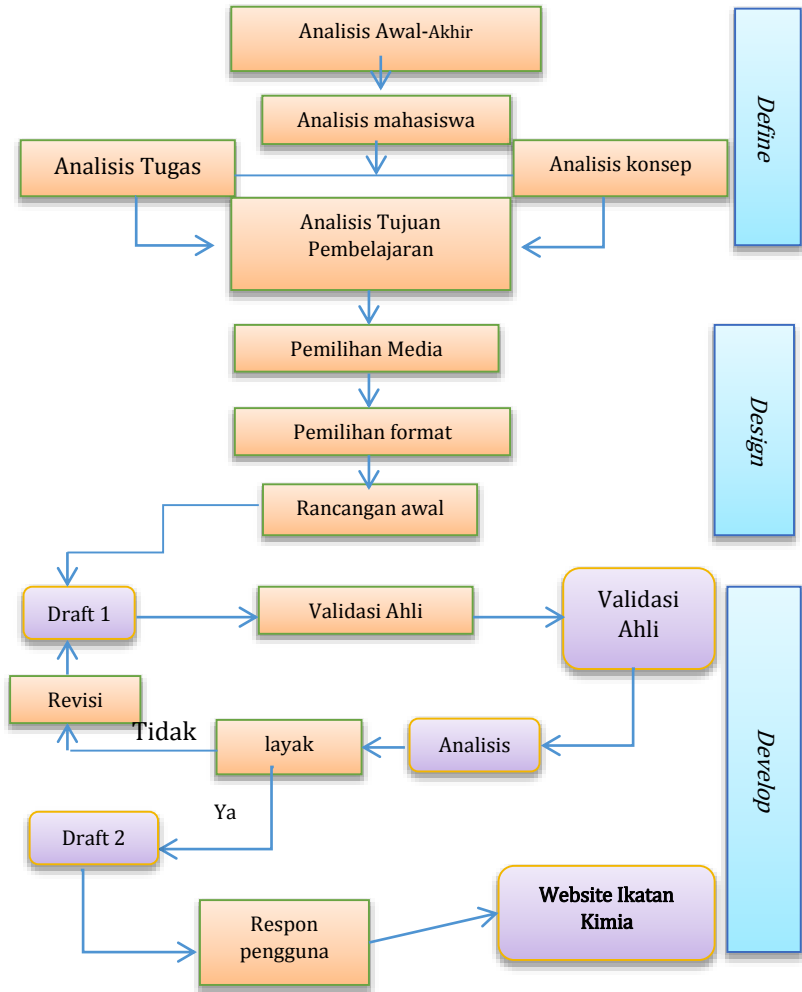 Analisis Awal-Akhir
Analisis mahasiswa
Analisis Tugas
Analisis konsep
Analisis Tujuan
Pembelajaran
Define
Pemilihan Media
Pemilihan format
Rancangan awal
Design
Draft 1
Validasi Ahli
Validasi
Ahli
Revisi
Tidak
layak
Analisis
Ya
Draft 2
Respon
pengguna
Website Ikatan
Kimia
Develop